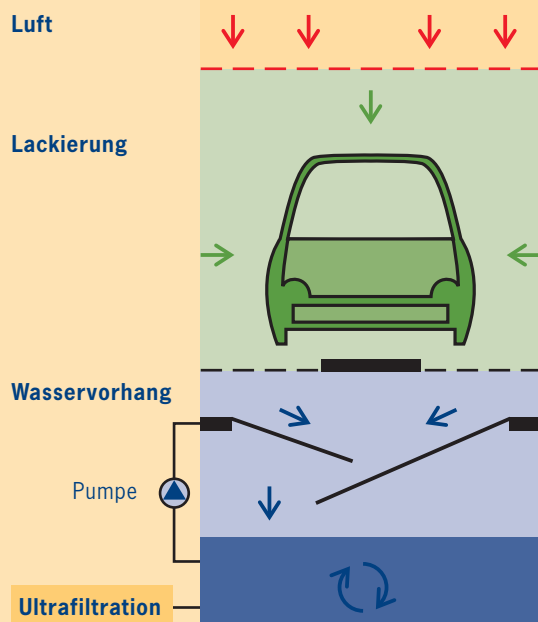 Luft
Lackierung
Wasservorhang
Pumpe
Ultrafiltration